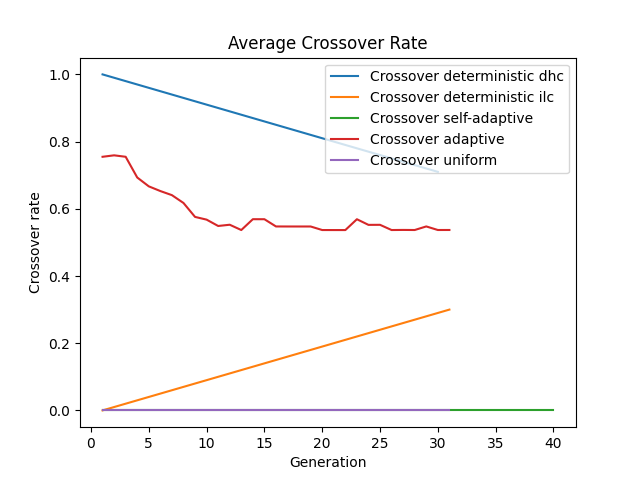 Average Crossover Rate
Crossover deterministic dhc
Crossover deterministic ilc
Crossover self-adaptive
Crossover adaptive
Crossover uniform
Crossover rate
1.0
0.8
0.6
0.4
0.2
0.0
0 5 10 15 20 25 30 35 40
Generation